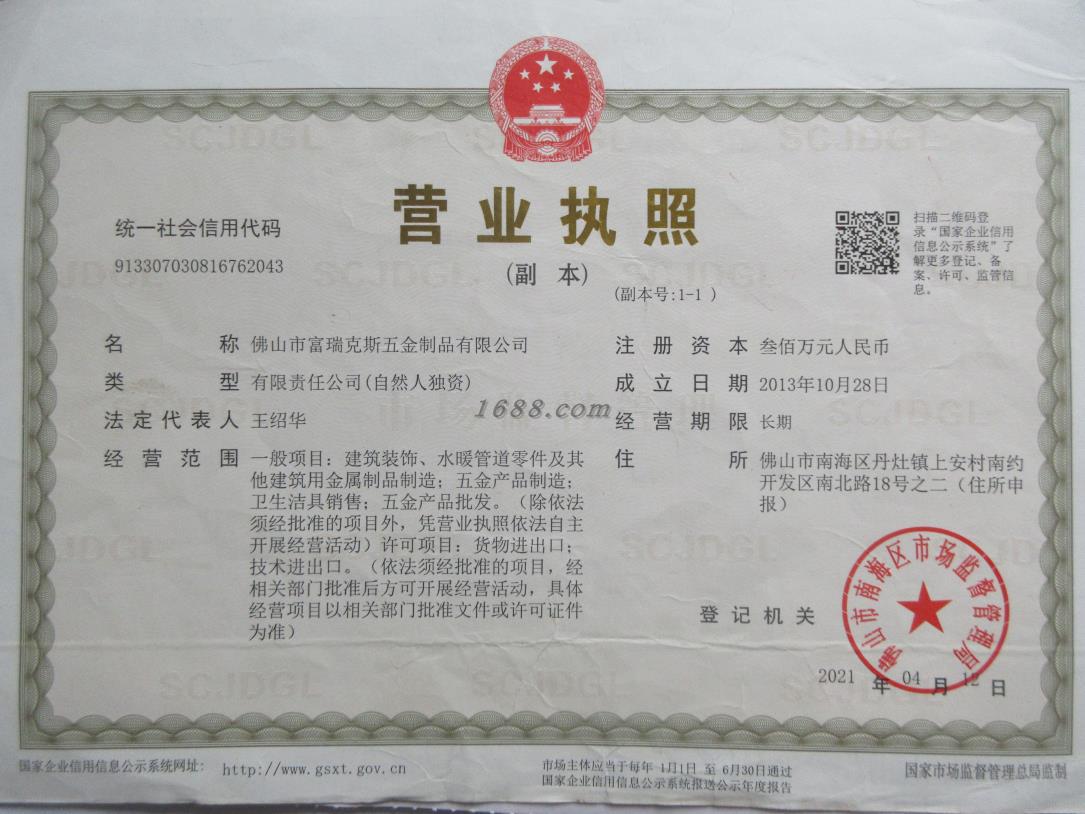 营业执照
(副 本)
(副本号:1-1 )
统一社会信用代码
913307030816762043
扫描二维码登
录“国家企业信用
信息公示系统”了
解更多登记、备
案、许可、监管信
息。
名 称 佛山市富瑞克斯五金制品有限公司
类 型 有限责任公司(自然人独资)
法定代表人 王绍华
经营范围 一般项目：建筑装饰、水暖管道零件及其
他建筑用金属制品制造；五金产品制造；
卫生洁具销售；五金产品批发。（除依法
须经批准的项目外，凭营业执照依法自主
开展经营活动）许可项目：货物进出口；
技术进出口。（依法须经批准的项目，经
相关部门批准后方可开展经营活动，具体
经营项目以相关部门批准文件或许可证件
为准）
注册资本 叁佰万元人民币
成立日期 2013年10月28日
经营期限 长期
住 所 佛山市南海区丹灶镇上安村南约
开发区南北路18号之二（住所申
报）
1688.com
登记机关
佛山市南海区市场监督管理局
2021 年 04 月 12 日
国家企业信用信息公示系统网址： http://www.gsxt.gov.cn
市场主体应当于每年 1月1日 至 6月30日通过
国家企业信用信息公示系统报送公示年度报告
国家市场监督管理总局监制